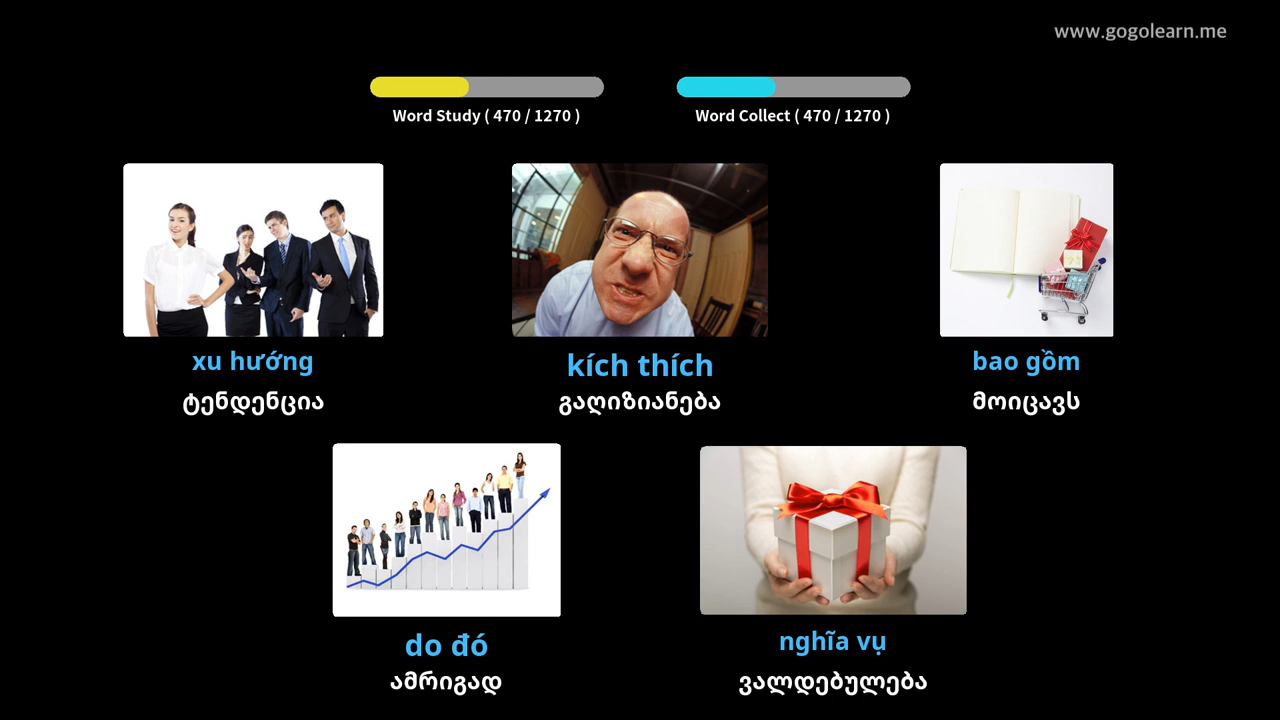 www.gogolearn.me
Word Study ( 470 / 1270 )
Word Collect ( 470 / 1270 )
xu hướng
ტენდენცია
kích thích
გაღიზიანება
bao gồm
მოიცავს
do đó
ამრიგად
nghĩa vụ
ვალდებულება